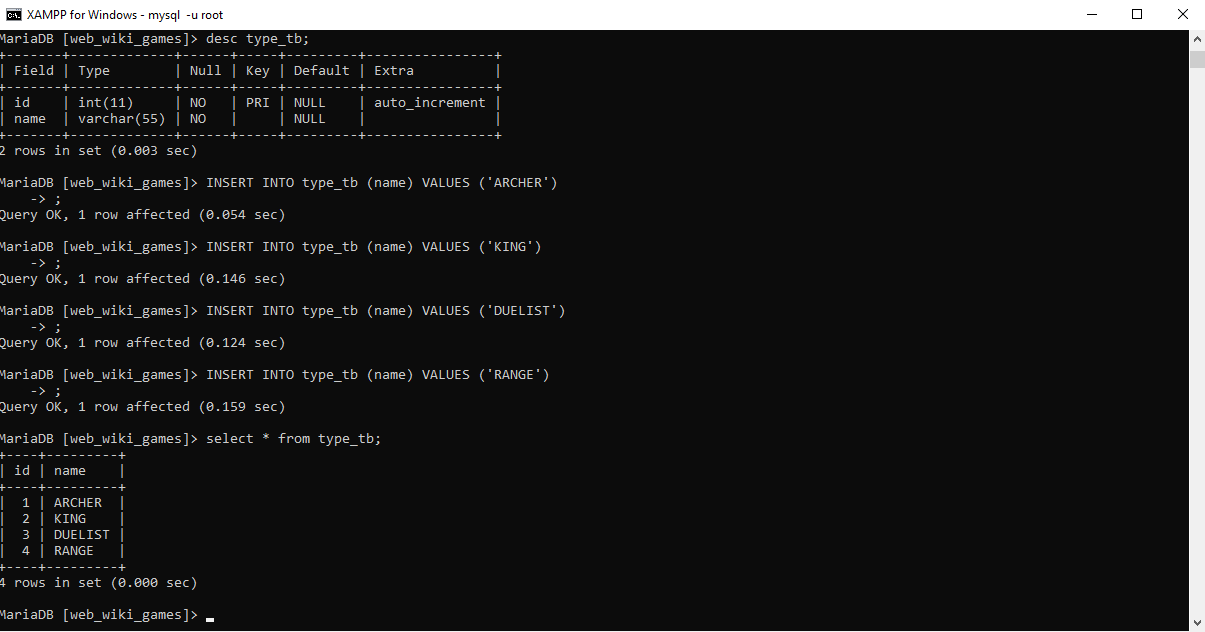 XAMPP for Windows - mysql  -u root
MariaDB [web_wiki_games]> desc type_tb;
+-------+-------------+------+-----+---------+----------------+
| Field | Type        | Null | Key | Default | Extra          |
+-------+-------------+------+-----+---------+----------------+
| id    | int(11)     | NO   | PRI | NULL    | auto_increment |
| name  | varchar(55) | NO   |     | NULL    |                |
+-------+-------------+------+-----+---------+----------------+
2 rows in set (0.003 sec)
MariaDB [web_wiki_games]> INSERT INTO type_tb (name) VALUES ('ARCHER')
    -> ;
Query OK, 1 row affected (0.054 sec)
MariaDB [web_wiki_games]> INSERT INTO type_tb (name) VALUES ('KING')
    -> ;
Query OK, 1 row affected (0.146 sec)
MariaDB [web_wiki_games]> INSERT INTO type_tb (name) VALUES ('DUELIST')
    -> ;
Query OK, 1 row affected (0.124 sec)
MariaDB [web_wiki_games]> INSERT INTO type_tb (name) VALUES ('RANGE')
    -> ;
Query OK, 1 row affected (0.159 sec)
MariaDB [web_wiki_games]> select * from type_tb;
+----+---------+
| id | name    |
+----+---------+
|  1 | ARCHER  |
|  2 | KING    |
|  3 | DUELIST |
|  4 | RANGE   |
+----+---------+
4 rows in set (0.000 sec)
MariaDB [web_wiki_games]> _